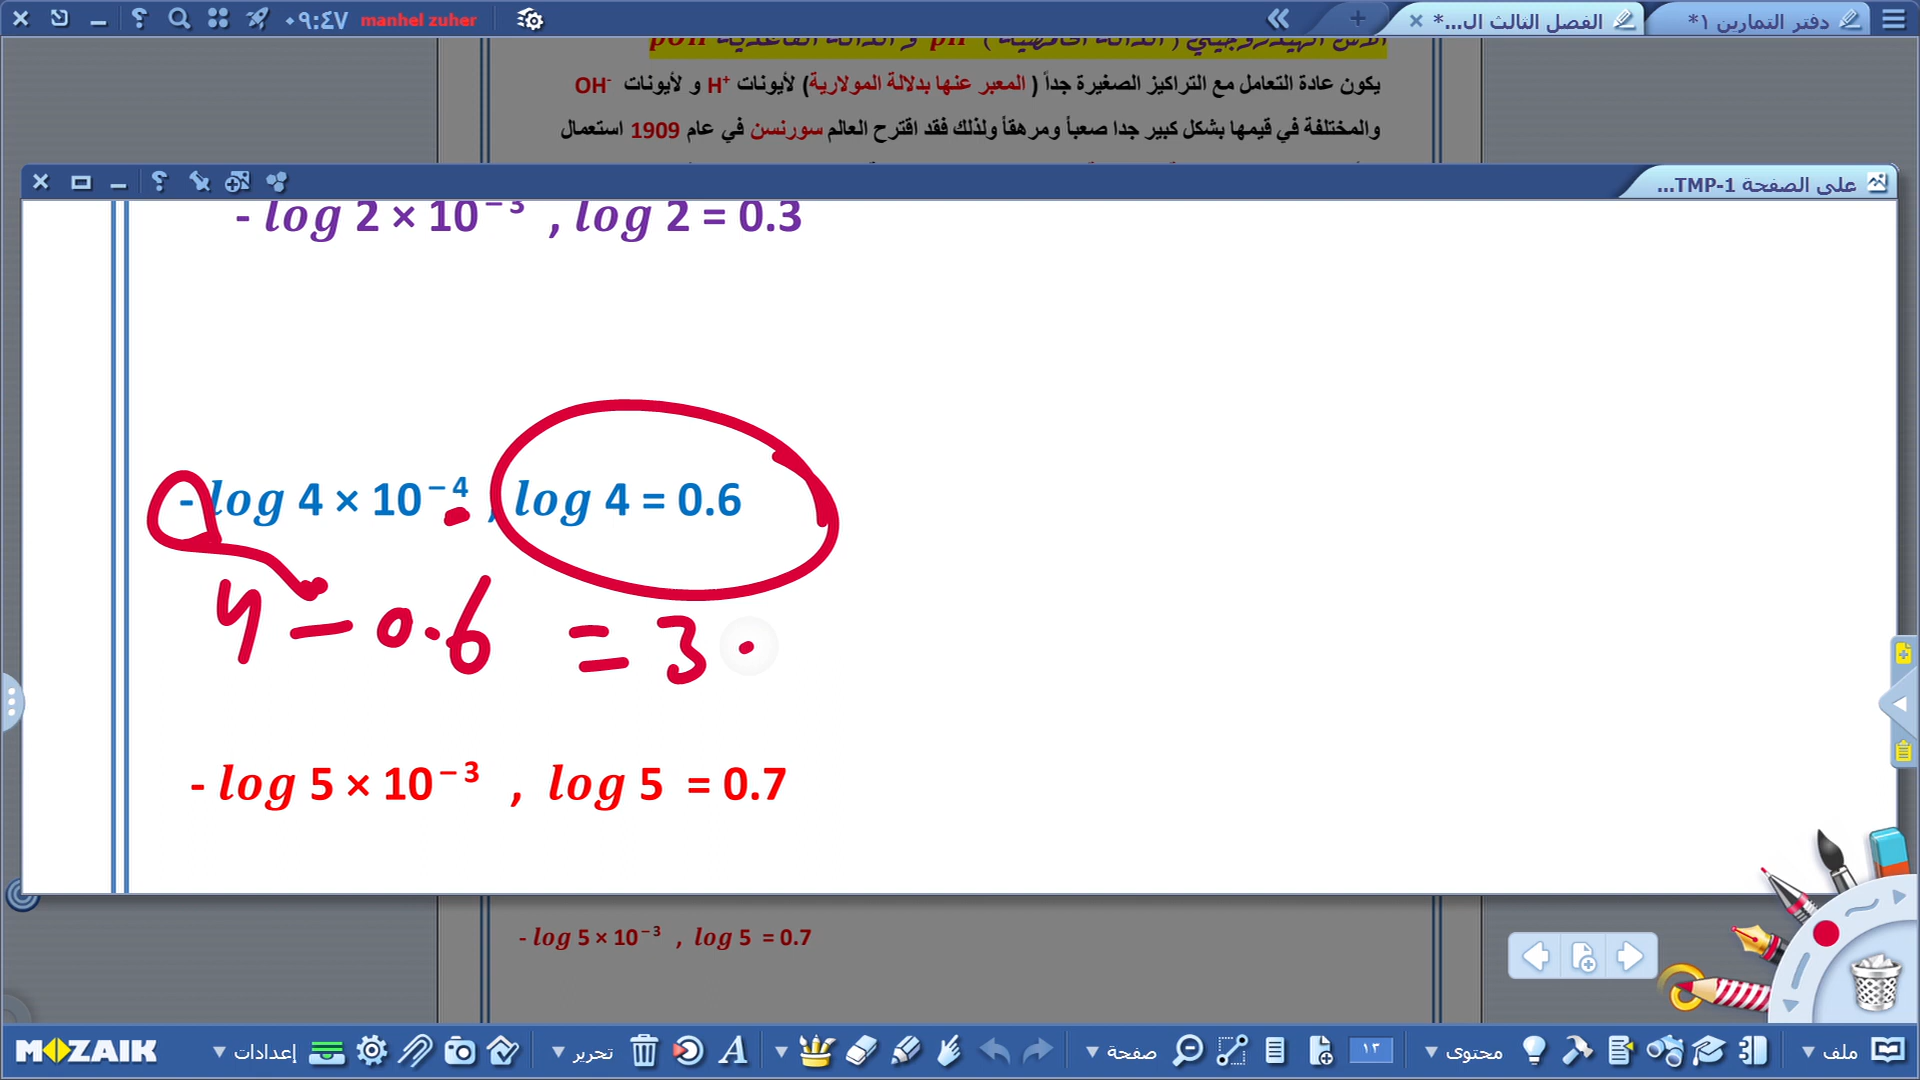 ٠٩:٤٧ manhel zuher
الفصل الثالث ال...*
دفتر التمارين ١*
يكون عادة التعامل مع التراكيز الصغيرة جداً ( المعبر عنها بدلالة المولارية) لأيونات H⁺ و لأيونات OH⁻
والمختلفة في قيمها بشكل كبير جدا صعباً ومرهقاً ولذلك فقد اقترح العالم سورنسن في عام 1909 استعمال
على الصفحة TMP-1...
- log 2 × 10⁻³ , log 2 = 0.3
- log 4 × 10⁻⁴ , log 4 = 0.6
4 - 0.6 = 3.
- log 5 × 10⁻³ , log 5 = 0.7
- log 5 × 10⁻³ , log 5 = 0.7
MOZAIK
إعدادات
تحرير
صفحة
١٣
محتوى
ملف